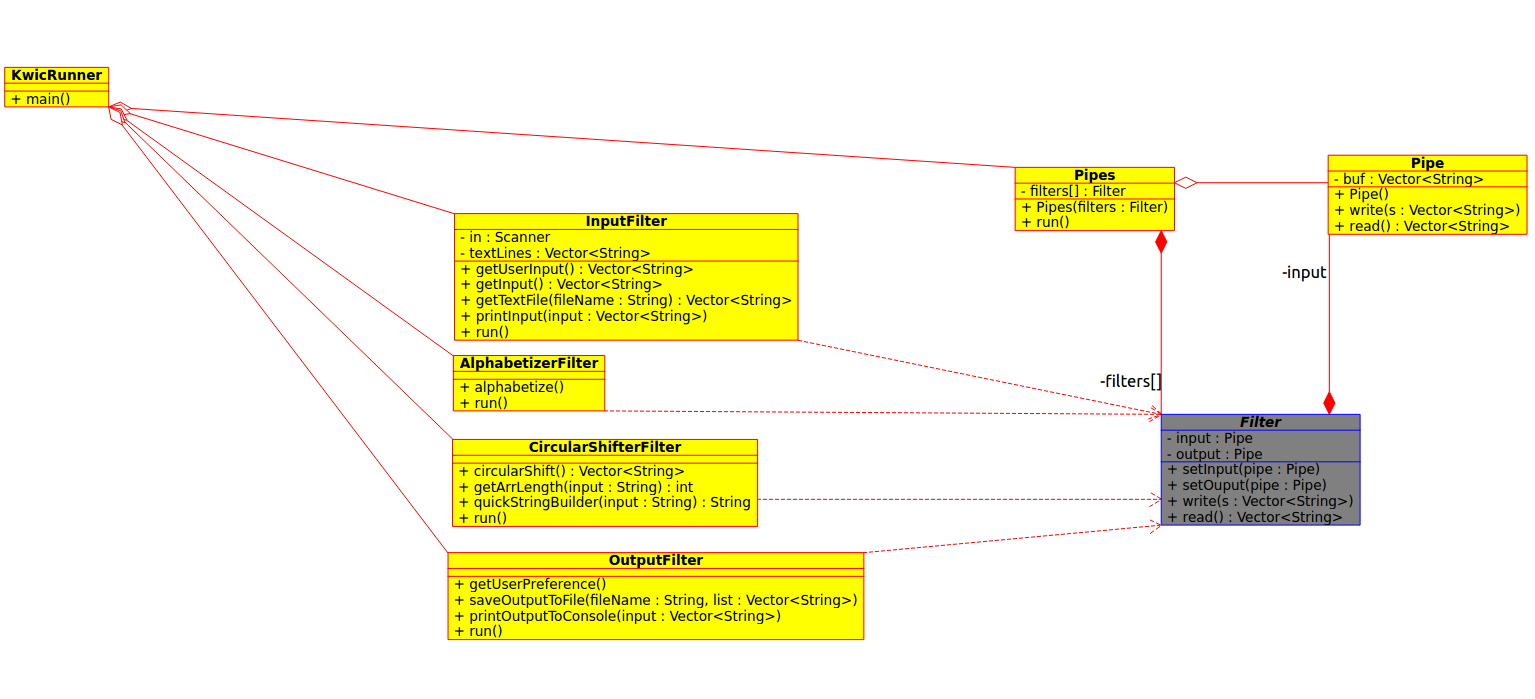 KwicRunner
+ main()
Pipes
- filters[] : Filter
+ Pipes(filters : Filter)
+ run()
Pipe
- buf : Vector<String>
+ Pipe()
+ write(s : Vector<String>)
+ read() : Vector<String>
InputFilter
- in : Scanner
- textLines : Vector<String>
+ getUserInput() : Vector<String>
+ getInput() : Vector<String>
+ getTextFile(fileName : String) : Vector<String>
+ printInput(input : Vector<String>)
+ run()
-input
AlphabetizerFilter
+ alphabetize()
+ run()
-filters[]
Filter
- input : Pipe
- output : Pipe
+ setInput(pipe : Pipe)
+ setOuput(pipe : Pipe)
+ write(s : Vector<String>)
+ read() : Vector<String>
CircularShifterFilter
+ circularShift() : Vector<String>
+ getArrLength(input : String) : int
+ quickStringBuilder(input : String) : String
+ run()
OutputFilter
+ getUserPreference()
+ saveOutputToFile(fileName : String, list : Vector<String>)
+ printOutputToConsole(input : Vector<String>)
+ run()